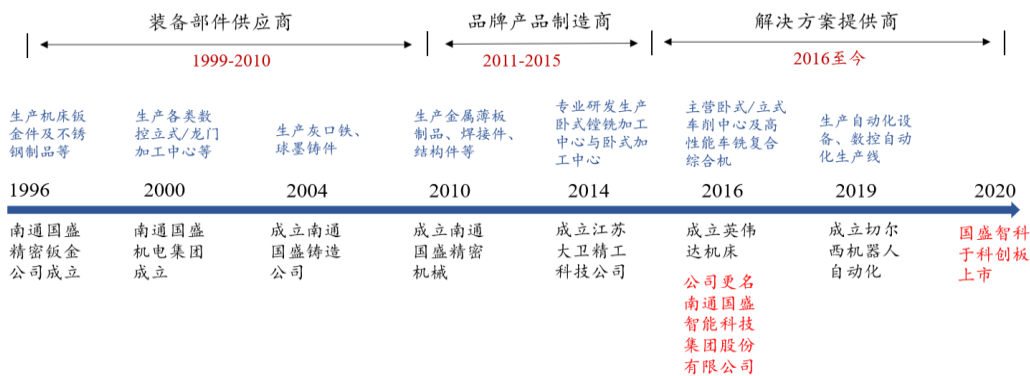 装备部件供应商
品牌产品制造商
解决方案提供商
1999-2010
2011-2015
2016至今
生产机床钣
金件及不锈
钢制品等
生产各类数
控立式/龙门
加工中心等
生产灰口铁、
球墨铸件
生产金属薄板
制品、焊接件、
结构件等
专业研发生产
卧式镗铣加工
中心与卧式加
工中心
主营卧式/立式
车削中心及高
性能车铣复合
综合机
生产自动化设
备、数控自动
化生产线
1996
2000
2004
2010
2014
2016
2019
2020
南通国盛
精密钣金
公司成立
南通国盛
机电集团
成立
成立南通
国盛铸造
公司
成立南通
国盛精密
机械
成立江苏
大卫精工
科技公司
成立英伟
达机床
公司更名
南通国盛
智能科技
集团股份
有限公司
成立切尔
西机器人
自动化
国盛智科
于科创板
上市